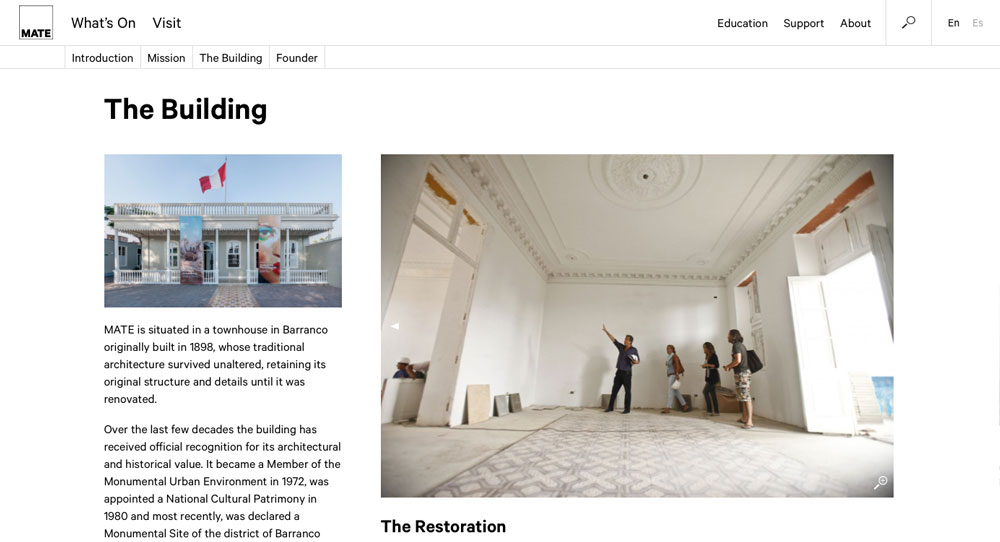 MATE
What's On
Visit
Education
Support
About
En
Es
Introduction
Mission
The Building
Founder
The Building
MATE is situated in a townhouse in Barranco
originally built in 1898, whose traditional
architecture survived unaltered, retaining its
original structure and details until it was
renovated.
Over the last few decades the building has
received official recognition for its architectural
and historical value. It became a Member of the
Monumental Urban Environment in 1972, was
appointed a National Cultural Patrimony in
1980 and most recently, was declared a
Monumental Site of the district of Barranco
The Restoration